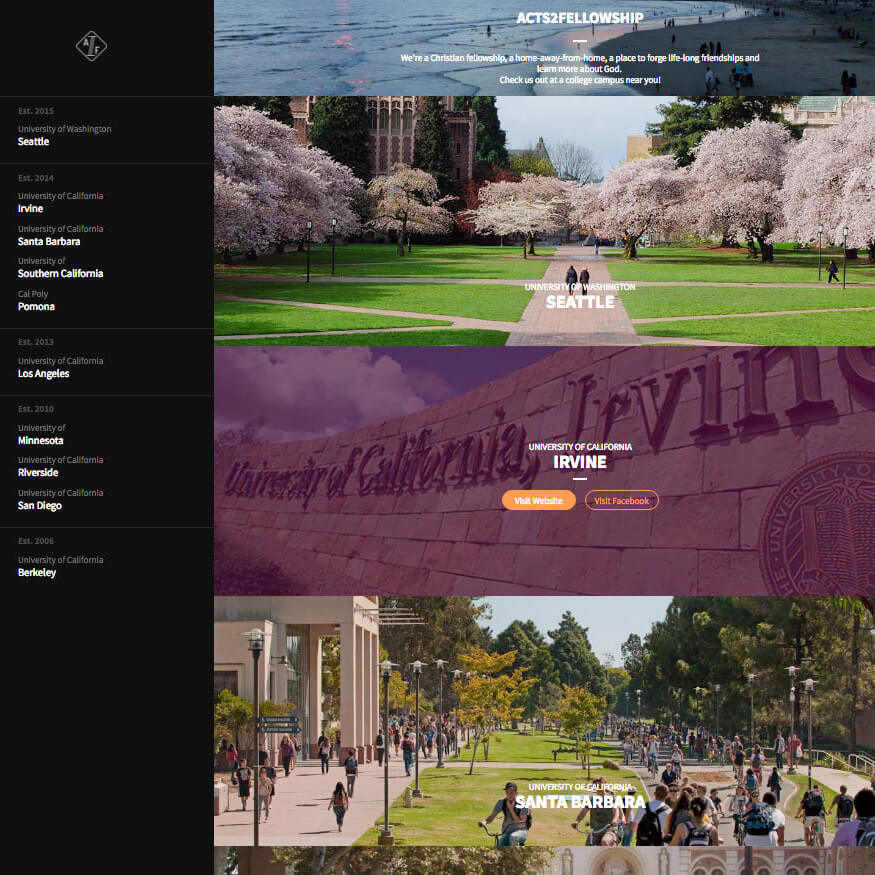 A
F
Est. 2015
University of Washington
Seattle
Est. 2014
University of California
Irvine
University of California
Santa Barbara
University of
Southern California
Cal Poly
Pomona
Est. 2013
University of California
Los Angeles
Est. 2010
University of
Minnesota
University of California
Riverside
University of California
San Diego
Est. 2006
University of California
Berkeley
ACTS2FELLOWSHIP
We're a Christian fellowship, a home-away-from-home, a place to forge life-long friendships and
learn more about God.
Check us out at a college campus near you!
UNIVERSITY OF WASHINGTON
SEATTLE
University of California, Irvine
UNIVERSITY OF CALIFORNIA
IRVINE
Visit Website
Visit Facebook
UNIVERSITY OF CALIFORNIA
SANTA BARBARA